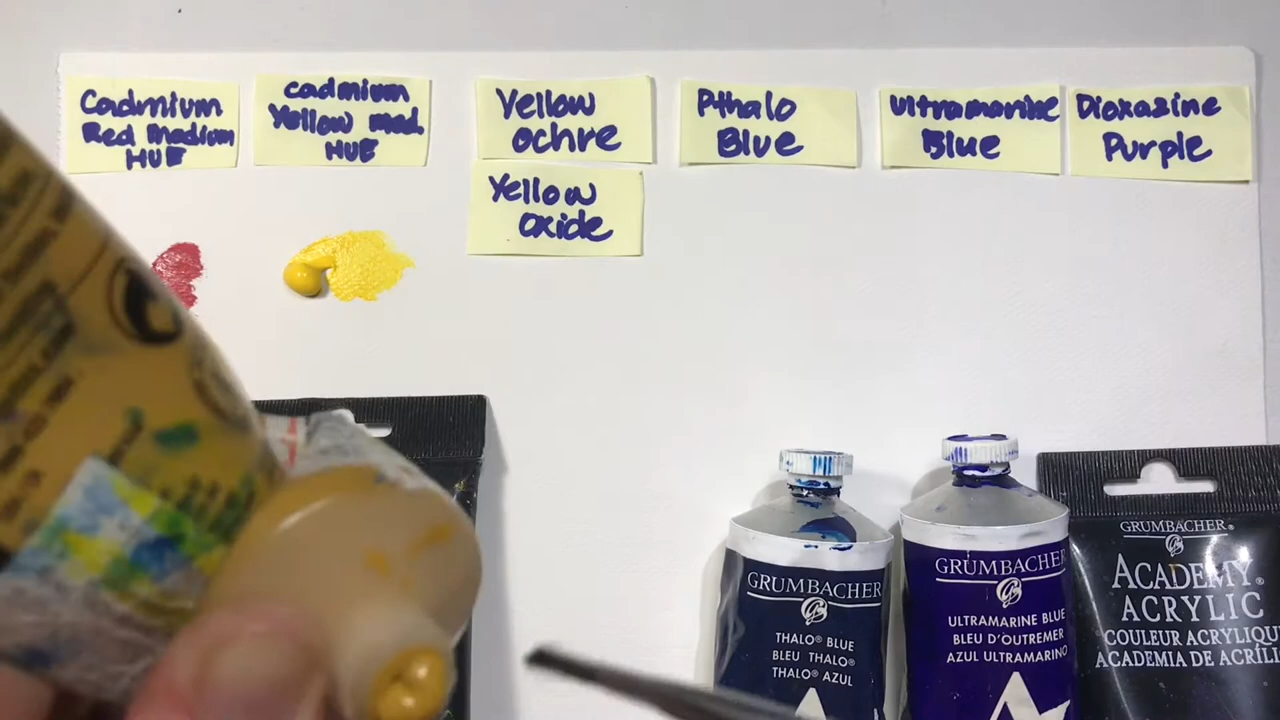 Cadmium
Red Medium
HUE
cadmium
Yellow med.
HUE
Yellow
ochre
Yellow
oxide
Pthalo
Blue
Ultramarine
Blue
Dioxazine
Purple
GRUMBACHER
THALO® BLUE
BLEU THALO®
THALO® AZUL
GRUMBACHER
ULTRAMARINE BLUE
BLEU D'OUTREMER
AZUL ULTRAMARINO
GRUMBACHER®
ACADEMY®
ACRYLIC
COULEUR ACRYLIQU
ACADEMIA DE ACRÍLI